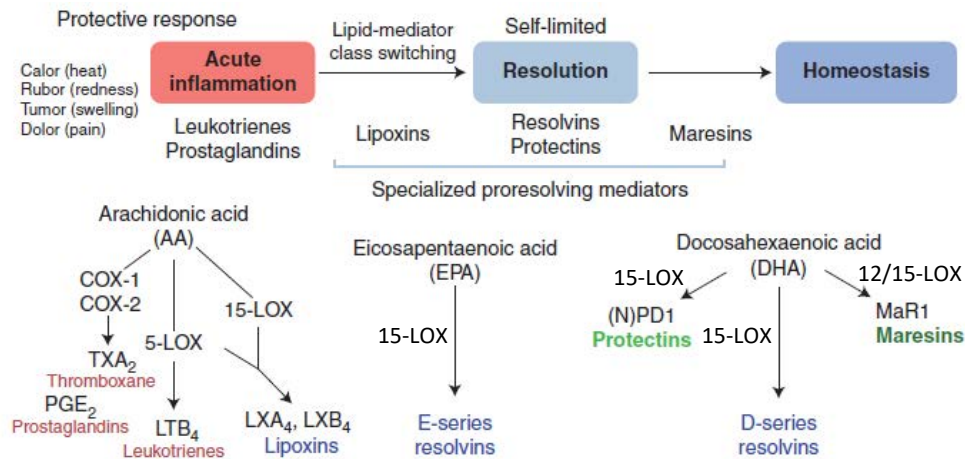 Protective response
Calor (heat)
Rubor (redness)
Tumor (swelling)
Dolor (pain)
Acute
inflammation
Leukotrienes
Prostaglandins
Lipid-mediator
class switching
Self-limited
Resolution
Homeostasis
Lipoxins
Resolvins
Protectins
Maresins
Specialized proresolving mediators
Arachidonic acid
(AA)
COX-1
COX-2
5-LOX
15-LOX
TXA₂
Thromboxane
PGE₂
Prostaglandins
LTB₄
Leukotrienes
LXA₄, LXB₄
Lipoxins
Eicosapentaenoic acid
(EPA)
15-LOX
E-series
resolvins
Docosahexaenoic acid
(DHA)
15-LOX
(N)PD1
Protectins
15-LOX
D-series
resolvins
12/15-LOX
MaR1
Maresins